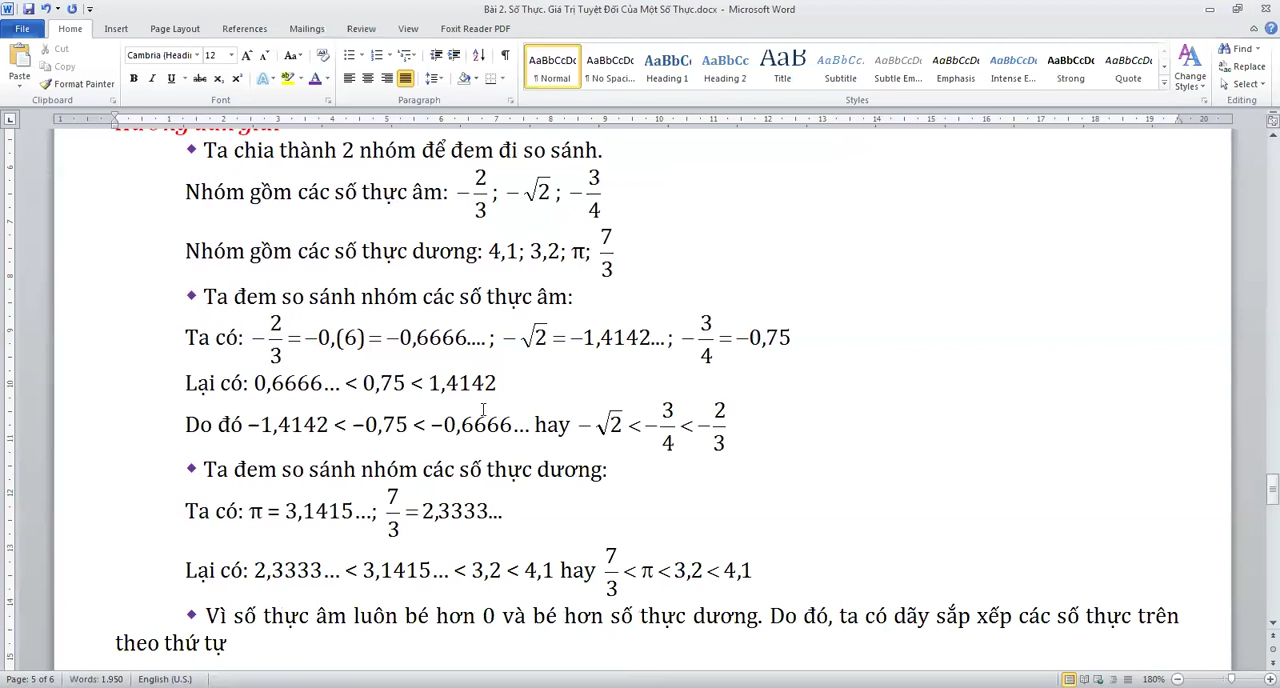 Bài 2. Số Thực. Giá Trị Tuyệt Đối Của Một Số Thực.docx - Microsoft Word
File Home Insert Page Layout References Mailings Review View Foxit Reader PDF
Paste Cut Copy Format Painter Clipboard
Cambria (Headi 12 Font
Paragraph
AaBbCcDc ¶ Normal
AaBbCcDc ¶ No Spaci...
AaBbC Heading 1
AaBbCc Heading 2
AaB Title
AaBbCcL Subtitle
AaBbCcDc Subtle Em...
AaBbCcDc Emphasis
AaBbCcDc Intense E...
AaBbCcDc Strong
AaBbCcDc Quote
Styles
Change Styles
Find Replace Select Editing
Hướng dẫn giải
◆ Ta chia thành 2 nhóm để đem đi so sánh.
Nhóm gồm các số thực âm: −2/3 ; −√2 ; −3/4
Nhóm gồm các số thực dương: 4,1; 3,2; π; 7/3
◆ Ta đem so sánh nhóm các số thực âm:
Ta có: −2/3 = −0,(6) = −0,6666.... ; −√2 = −1,4142... ; −3/4 = −0,75
Lại có: 0,6666... < 0,75 < 1,4142
Do đó −1,4142 < −0,75 < −0,6666... hay −√2 < −3/4 < −2/3
◆ Ta đem so sánh nhóm các số thực dương:
Ta có: π = 3,1415...; 7/3 = 2,3333...
Lại có: 2,3333... < 3,1415... < 3,2 < 4,1 hay 7/3 < π < 3,2 < 4,1
◆ Vì số thực âm luôn bé hơn 0 và bé hơn số thực dương. Do đó, ta có dãy sắp xếp các số thực trên
theo thứ tự
Page: 5 of 6 Words: 1.950 English (U.S.) 180%